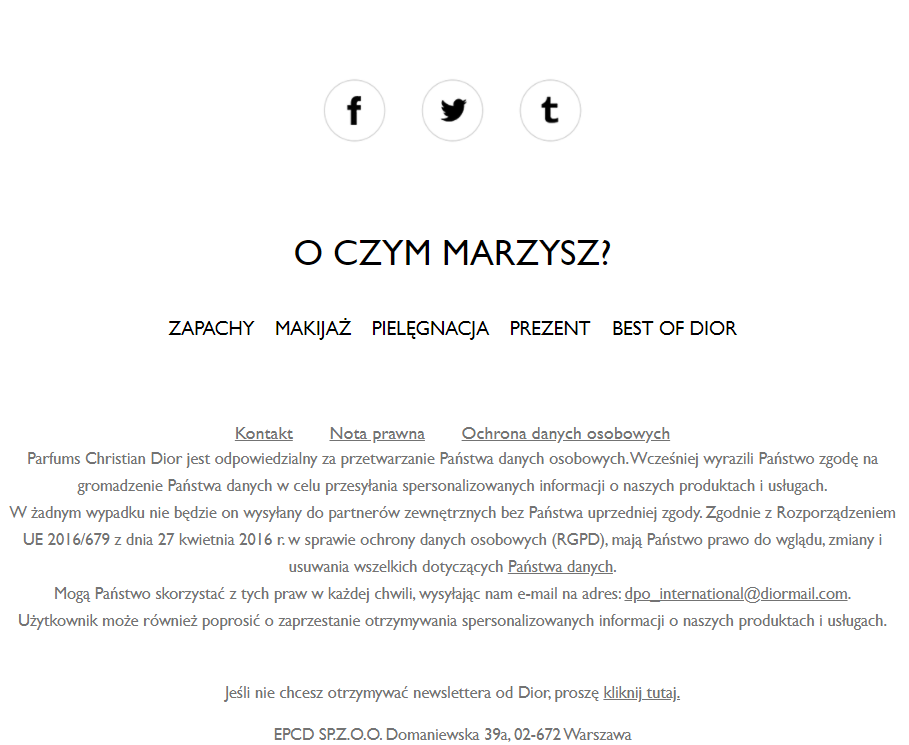 O CZYM MARZYSZ?
ZAPACHY MAKIJAŻ PIELĘGNACJA PREZENT BEST OF DIOR
Kontakt Nota prawna Ochrona danych osobowych
Parfums Christian Dior jest odpowiedzialny za przetwarzanie Państwa danych osobowych. Wcześniej wyrazili Państwo zgodę na
gromadzenie Państwa danych w celu przesyłania spersonalizowanych informacji o naszych produktach i usługach.
W żadnym wypadku nie będzie on wysyłany do partnerów zewnętrznych bez Państwa uprzedniej zgody. Zgodnie z Rozporządzeniem
UE 2016/679 z dnia 27 kwietnia 2016 r. w sprawie ochrony danych osobowych (RGPD), mają Państwo prawo do wglądu, zmiany i
usuwania wszelkich dotyczących Państwa danych.
Mogą Państwo skorzystać z tych praw w każdej chwili, wysyłając nam e-mail na adres: dpo_international@diormail.com.
Użytkownik może również poprosić o zaprzestanie otrzymywania spersonalizowanych informacji o naszych produktach i usługach.
Jeśli nie chcesz otrzymywać newslettera od Dior, proszę kliknij tutaj.
EPCD SP.Z.O.O. Domaniewska 39a, 02-672 Warszawa